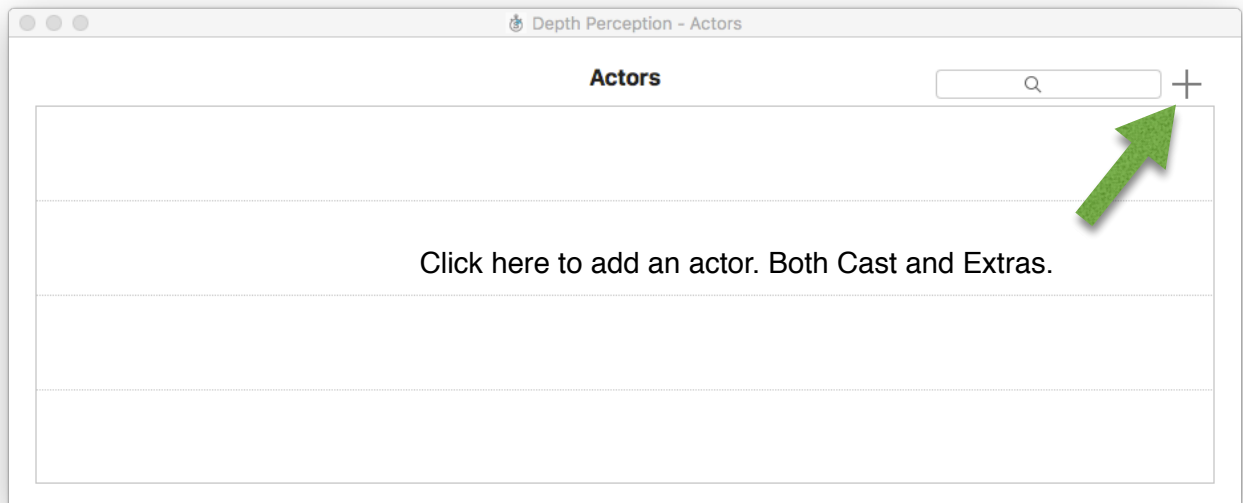 Depth Perception - Actors
Actors
Click here to add an actor. Both Cast and Extras.